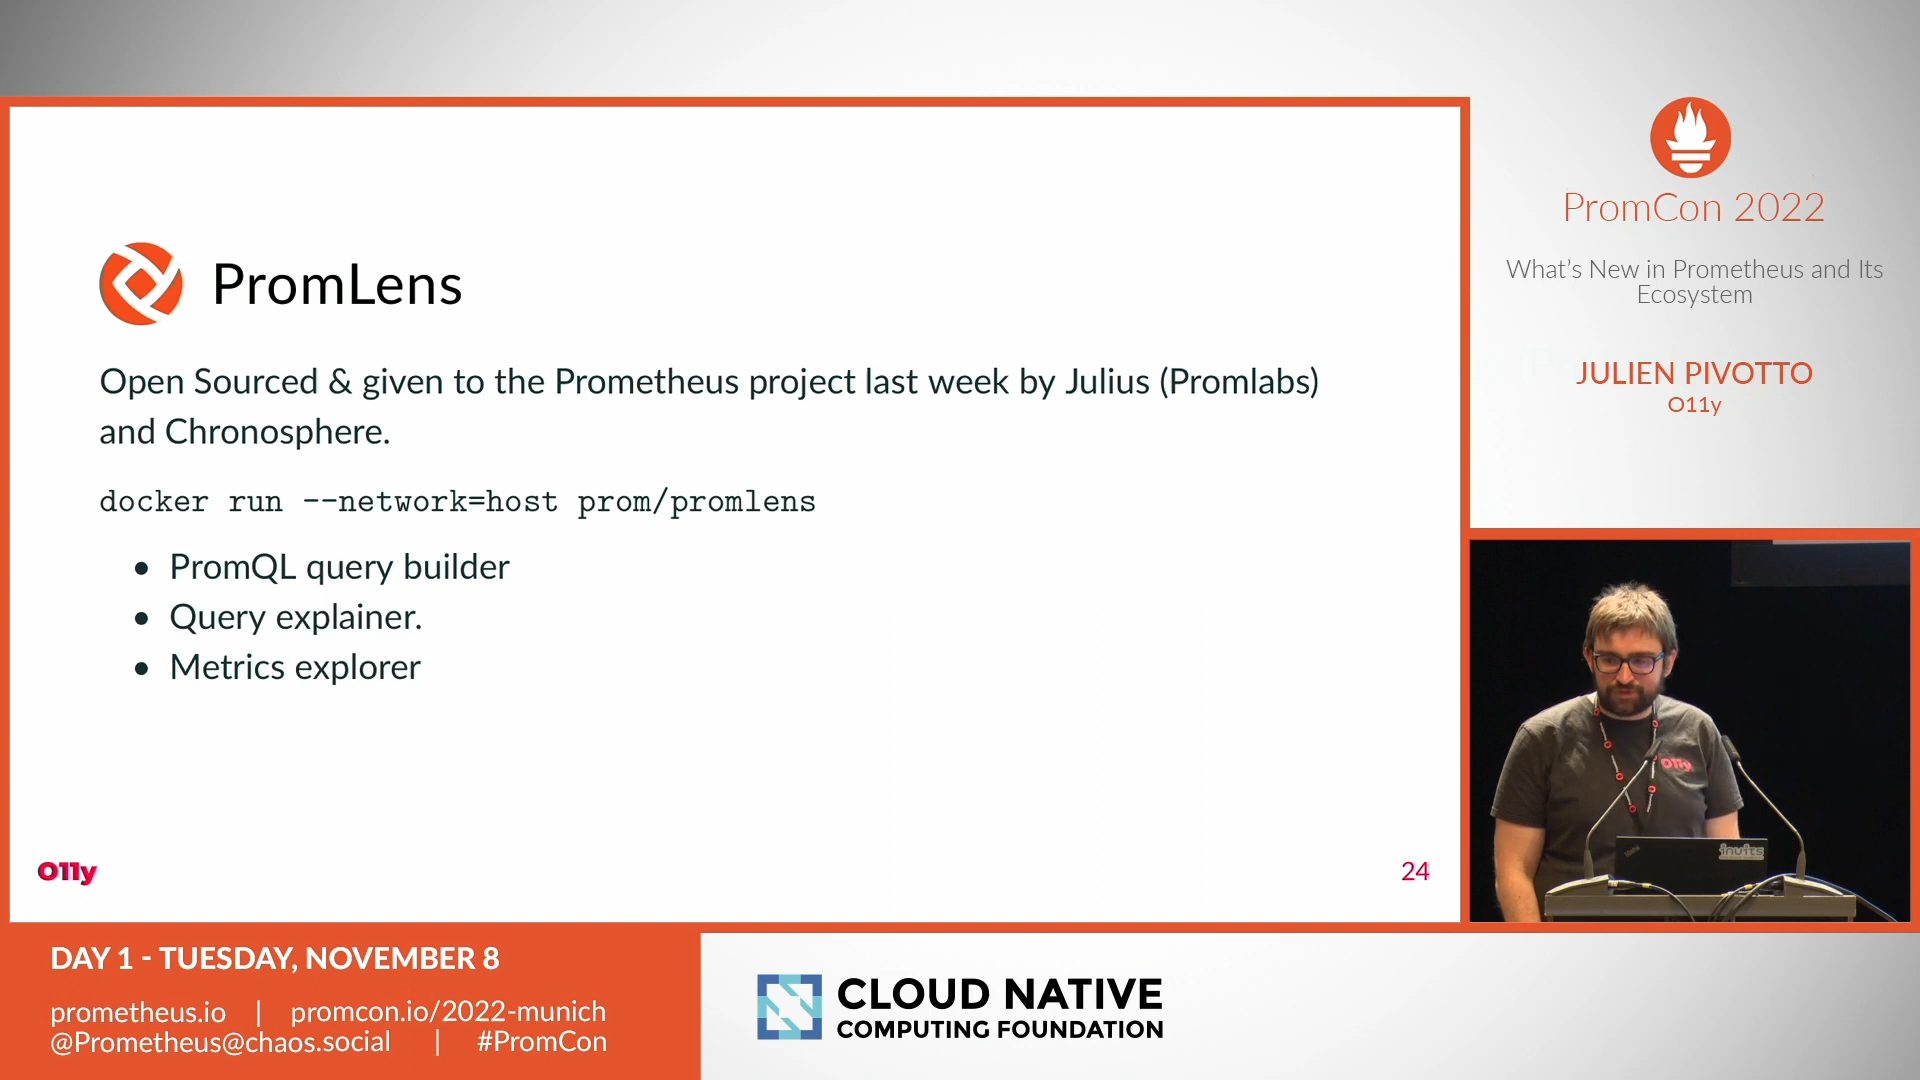 PromLens
Open Sourced & given to the Prometheus project last week by Julius (Promlabs)
and Chronosphere.
docker run --network=host prom/promlens
• PromQL query builder
• Query explainer.
• Metrics explorer
O11y
24
PromCon 2022
What's New in Prometheus and Its
Ecosystem
JULIEN PIVOTTO
O11y
O11y
inuits
DAY 1 - TUESDAY, NOVEMBER 8
prometheus.io | promcon.io/2022-munich
@Prometheus@chaos.social | #PromCon
CLOUD NATIVE
COMPUTING FOUNDATION